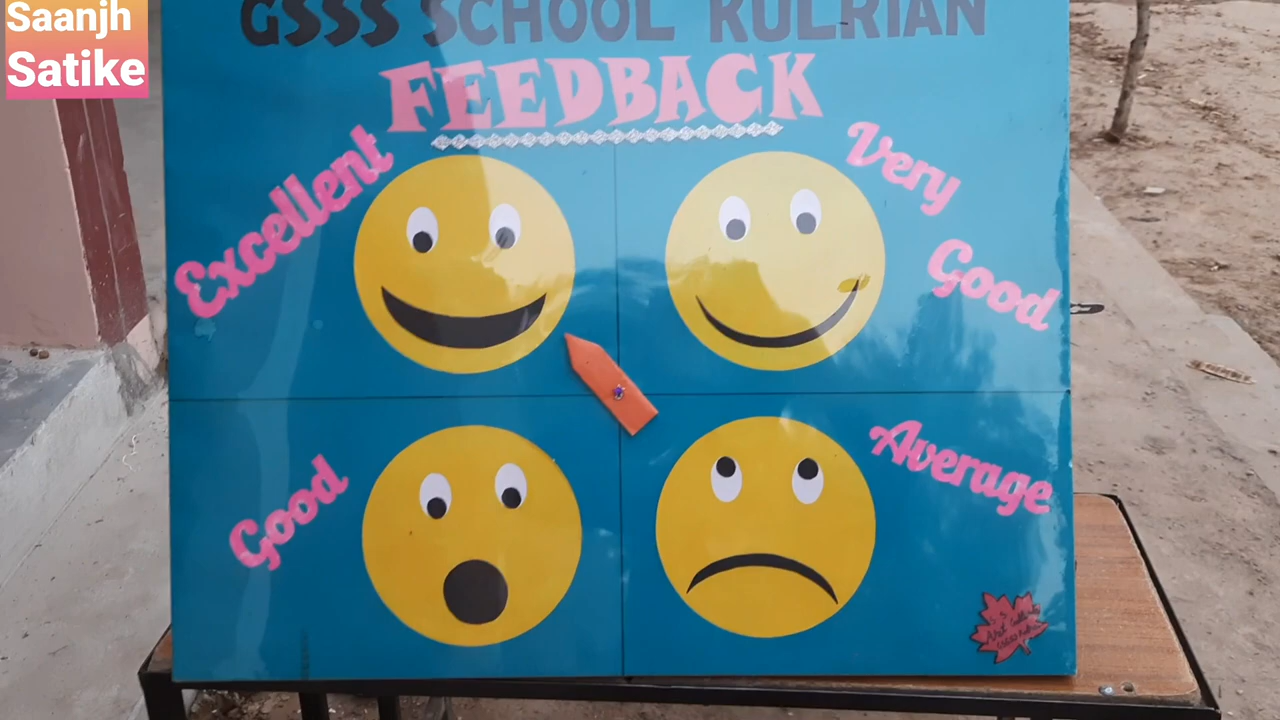 Saanjh
Satike
GSSS SCHOOL KULRIAN
FEEDBACK
Excellent
Very
Good
Good
Average